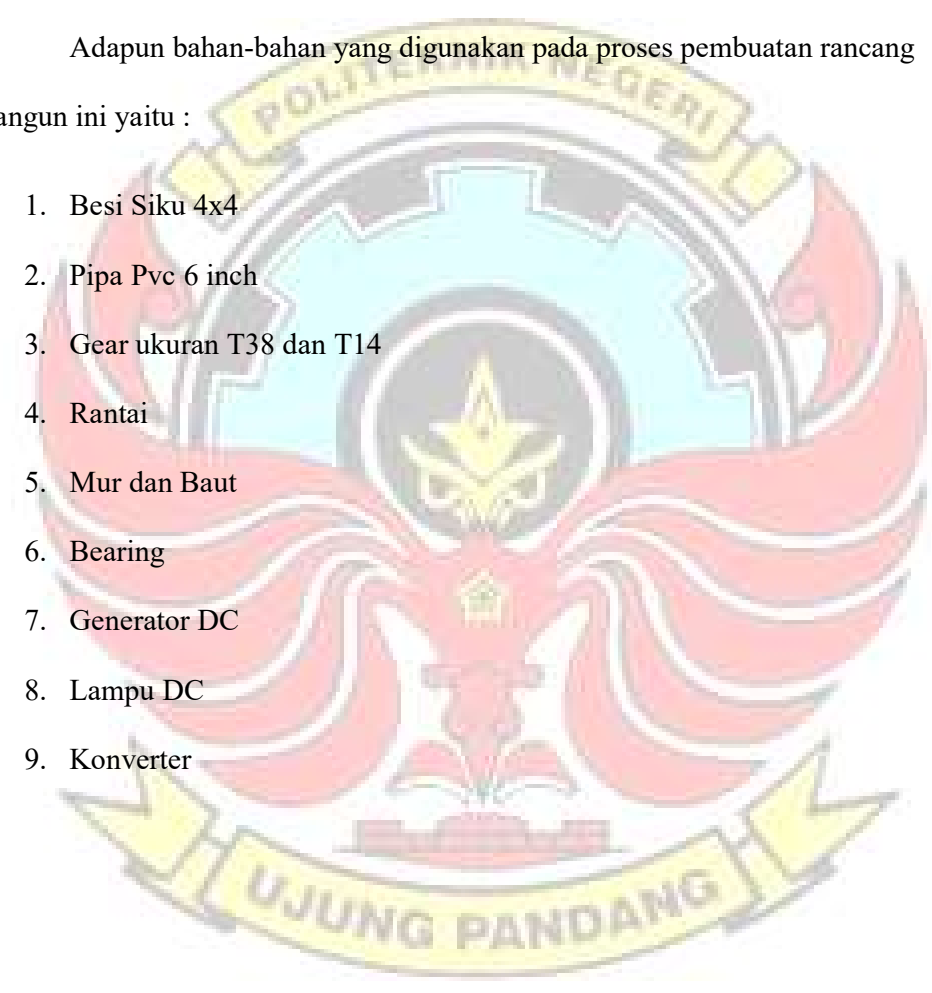 Adapun bahan-bahan yang digunakan pada proses pembuatan rancang
angun ini yaitu :
1. Besi Siku 4x4
2. Pipa Pvc 6 inch
3. Gear ukuran T38 dan T14
4. Rantai
5. Mur dan Baut
6. Bearing
7. Generator DC
8. Lampu DC
9. Konverter
POLITEKNIK NEGERI
UJUNG PANDANG